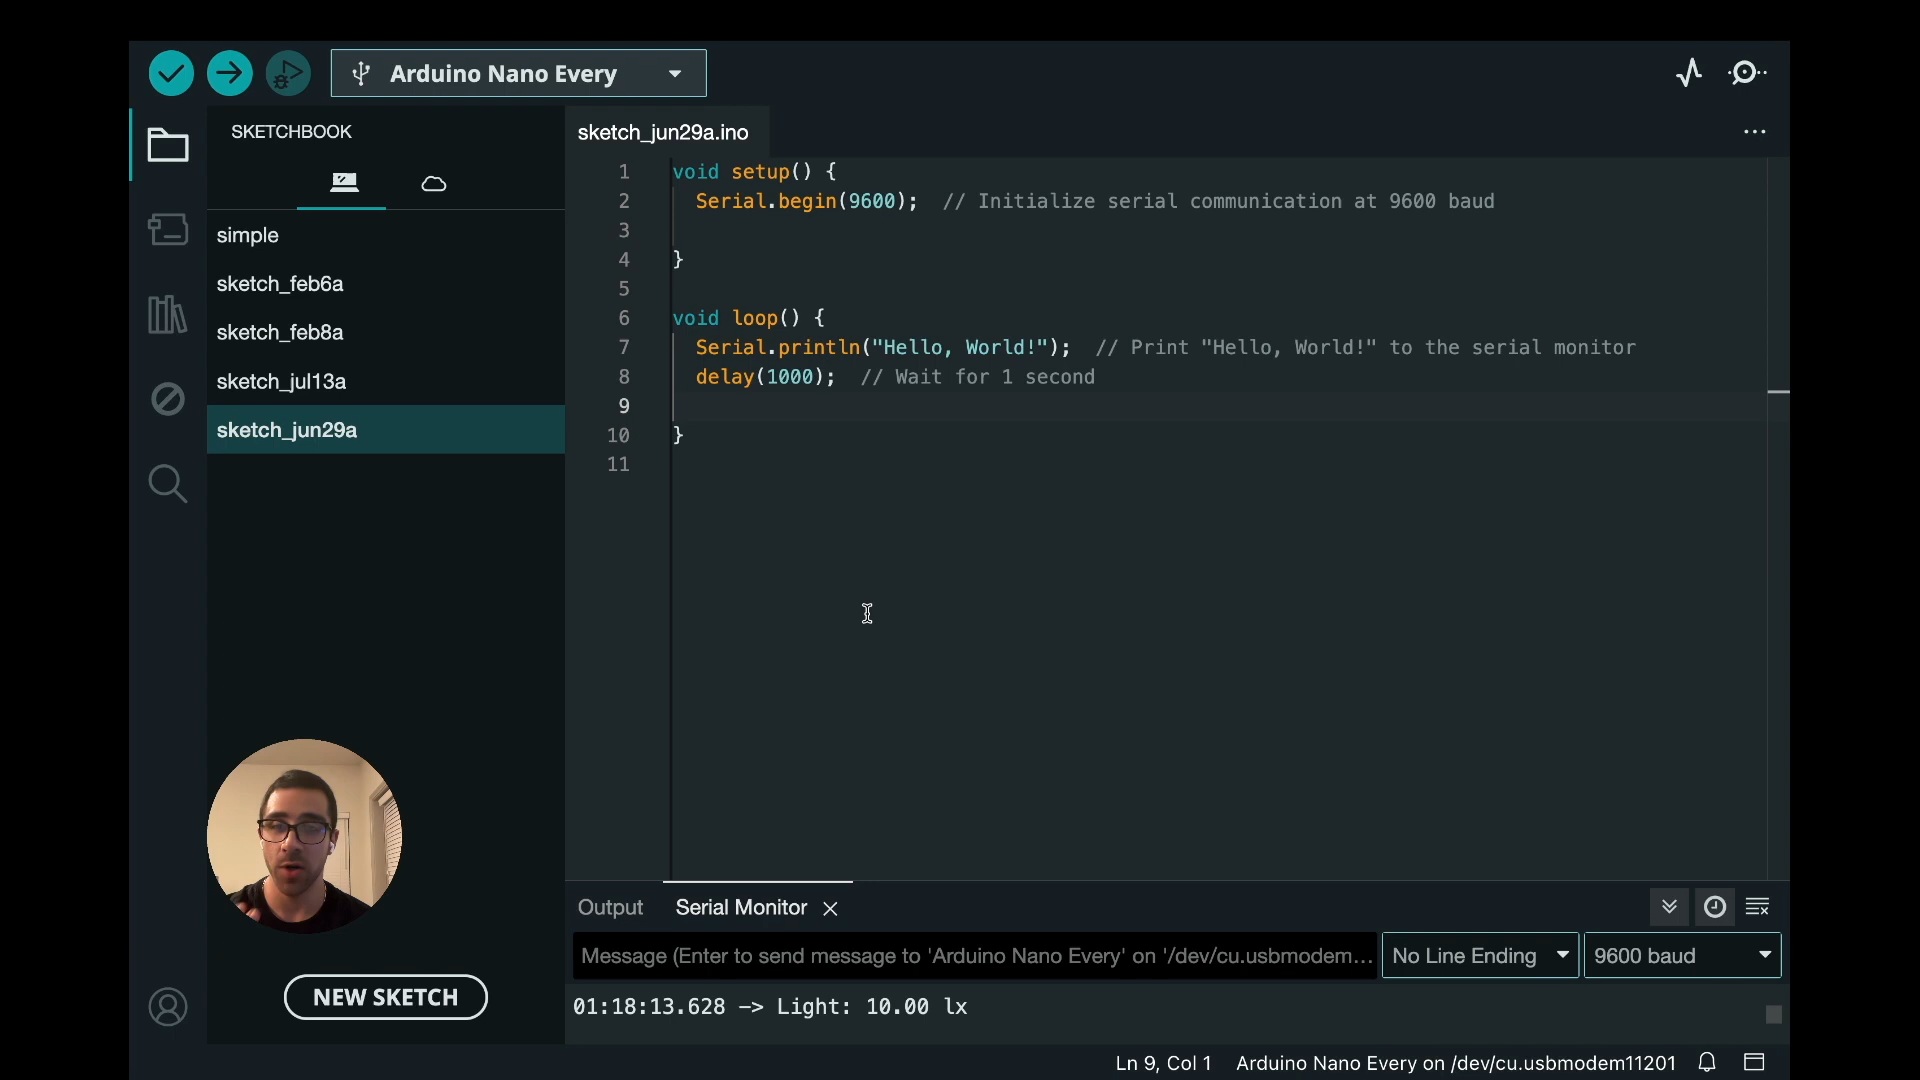 Arduino Nano Every
SKETCHBOOK
simple
sketch_feb6a
sketch_feb8a
sketch_jul13a
sketch_jun29a
NEW SKETCH
sketch_jun29a.ino
1 void setup() {
2 Serial.begin(9600); // Initialize serial communication at 9600 baud
3
4 }
5
6 void loop() {
7 Serial.println("Hello, World!"); // Print "Hello, World!" to the serial monitor
8 delay(1000); // Wait for 1 second
9
10 }
11
Output Serial Monitor
Message (Enter to send message to 'Arduino Nano Every' on '/dev/cu.usbmodem... No Line Ending 9600 baud
01:18:13.628 -> Light: 10.00 lx
Ln 9, Col 1 Arduino Nano Every on /dev/cu.usbmodem11201